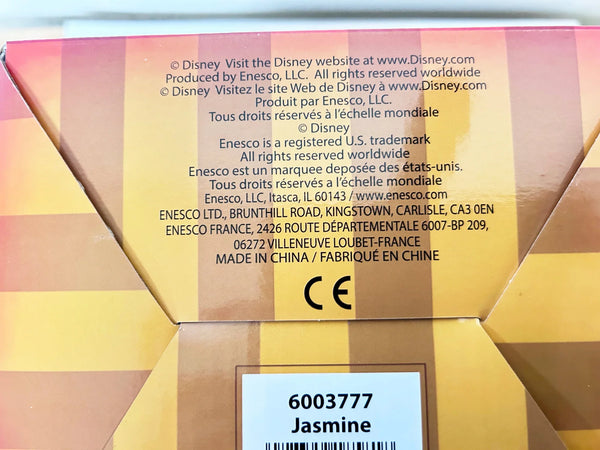 © Disney Visit the Disney website at www.Disney.com
Produced by Enesco, LLC. All rights reserved worldwide
© Disney Visitez le site Web de Disney à www.Disney.com
Produit par Enesco, LLC.
Tous droits réservés à l'échelle mondiale
© Disney
Enesco is a registered U.S. trademark
All rights reserved worldwide
Enesco est un marque deposée des états-unis.
Tous droits réservés a l'échelle mondiale
Enesco, LLC, Itasca, IL 60143 / www.enesco.com
ENESCO LTD., BRUNTHILL ROAD, KINGSTOWN, CARLISLE, CA3 0EN
ENESCO FRANCE, 2426 ROUTE DÉPARTEMENTALE 6007-BP 209,
06272 VILLENEUVE LOUBET-FRANCE
MADE IN CHINA / FABRIQUÉ EN CHINE
CE
6003777
Jasmine